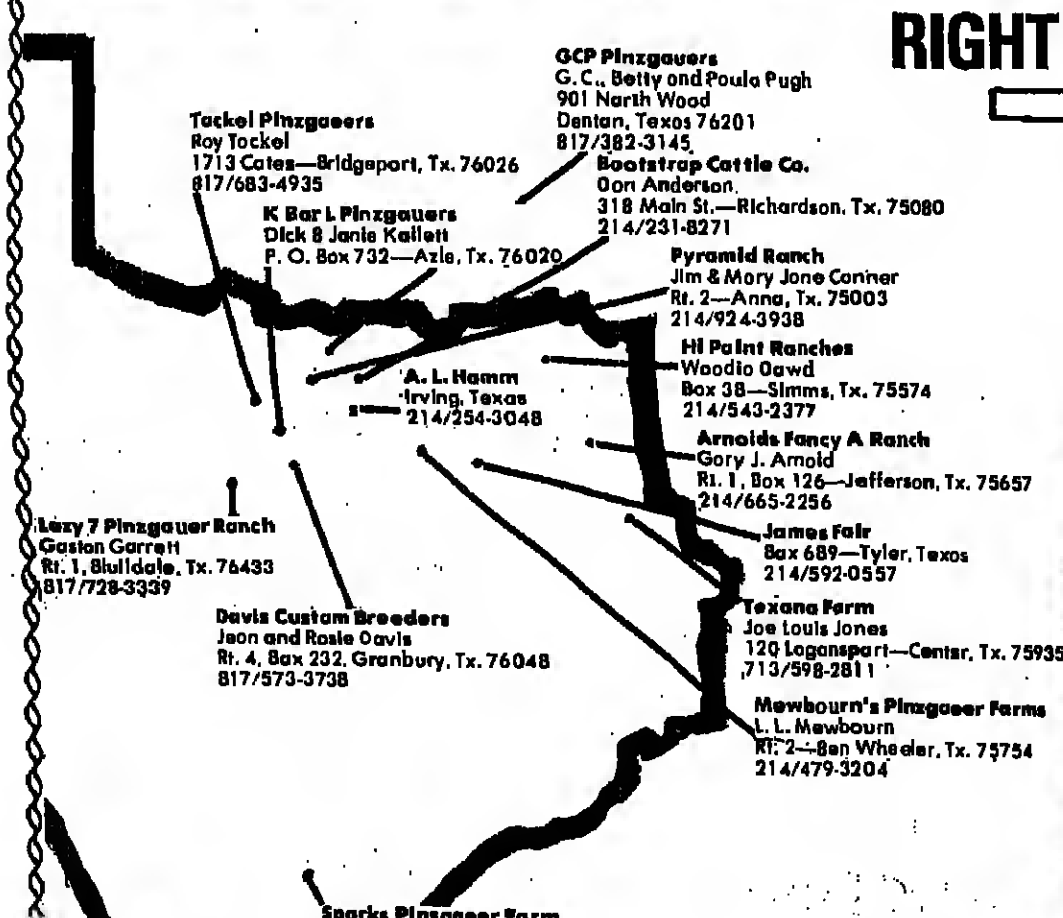 RIGHT
GCP Pinzgauers
G. C., Betty and Paula Pugh
901 North Wood
Denton, Texas 76201
817/382-3145
Tackel Pinzgauers
Roy Tackel
1713 Cates—Bridgeport, Tx. 76026
817/683-4935
Bootstrap Cattle Co.
Don Anderson
318 Main St.—Richardson, Tx. 75080
214/231-8271
K Bar L Pinzgauers
Dick & Janie Kallett
P. O. Box 732—Azle, Tx. 76020
Pyramid Ranch
Jim & Mary Jane Conner
Rt. 2—Anna, Tx. 75003
214/924-3938
Hi Point Ranches
Woodie Dowd
Box 38—Simms, Tx. 75574
214/543-2377
A. L. Hamm
Irving, Texas
214/254-3048
Arnolds Fancy A Ranch
Gary J. Arnold
Rt. 1, Box 126—Jefferson, Tx. 75657
214/665-2256
Lazy 7 Pinzgauer Ranch
Gaston Garrett
Rt. 1, Bluffdale, Tx. 76433
817/728-3339
James Fair
Box 689—Tyler, Texas
214/592-0557
Davis Custom Breeders
Jean and Rosie Davis
Rt. 4, Box 232, Granbury, Tx. 76048
817/573-3738
Texana Farm
Joe Louis Jones
120 Loganspart—Center, Tx. 75935
713/598-2811
Mewbourn's Pinzgauer Farms
L. L. Mewbourn
Rt. 2—Ben Wheeler, Tx. 75754
214/479-3204
Sparks Pinzgauer Farm